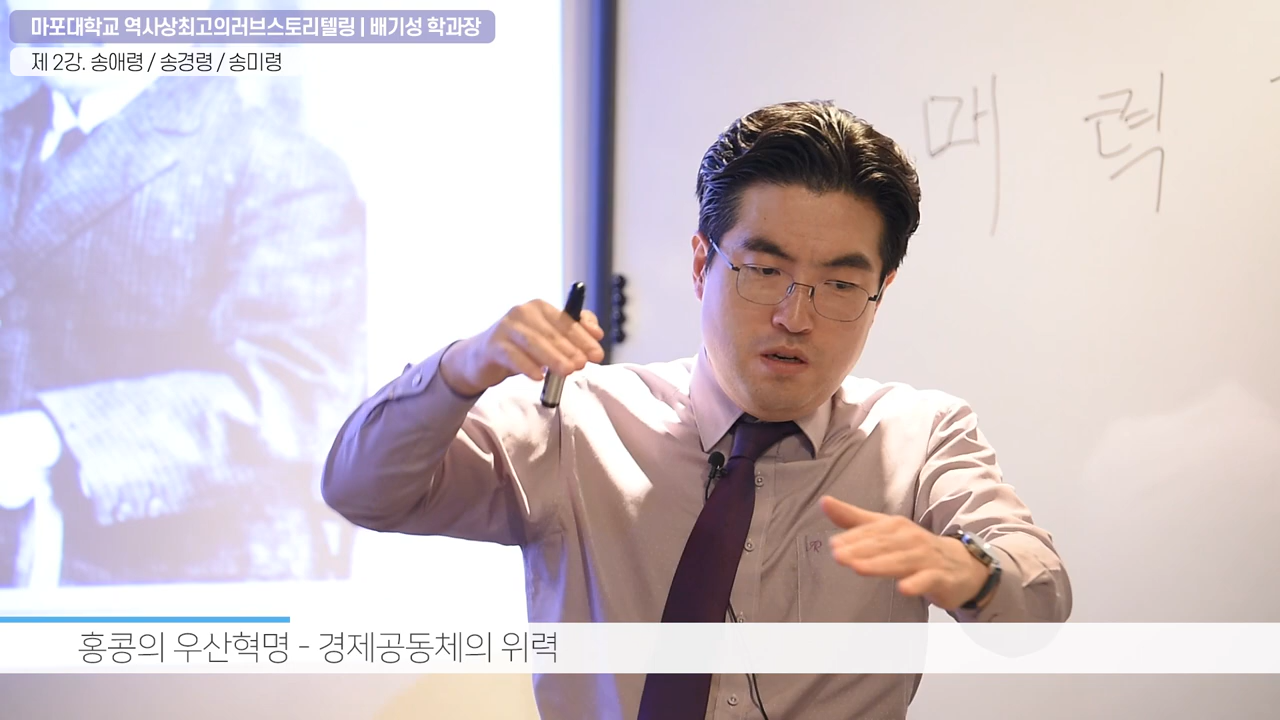 마포대학교 역사상최고의러브스토리텔링 | 배기성 학과장
제 2강. 송애령 / 송경령 / 송미령
매 력
홍콩의 우산혁명 - 경제공동체의 위력